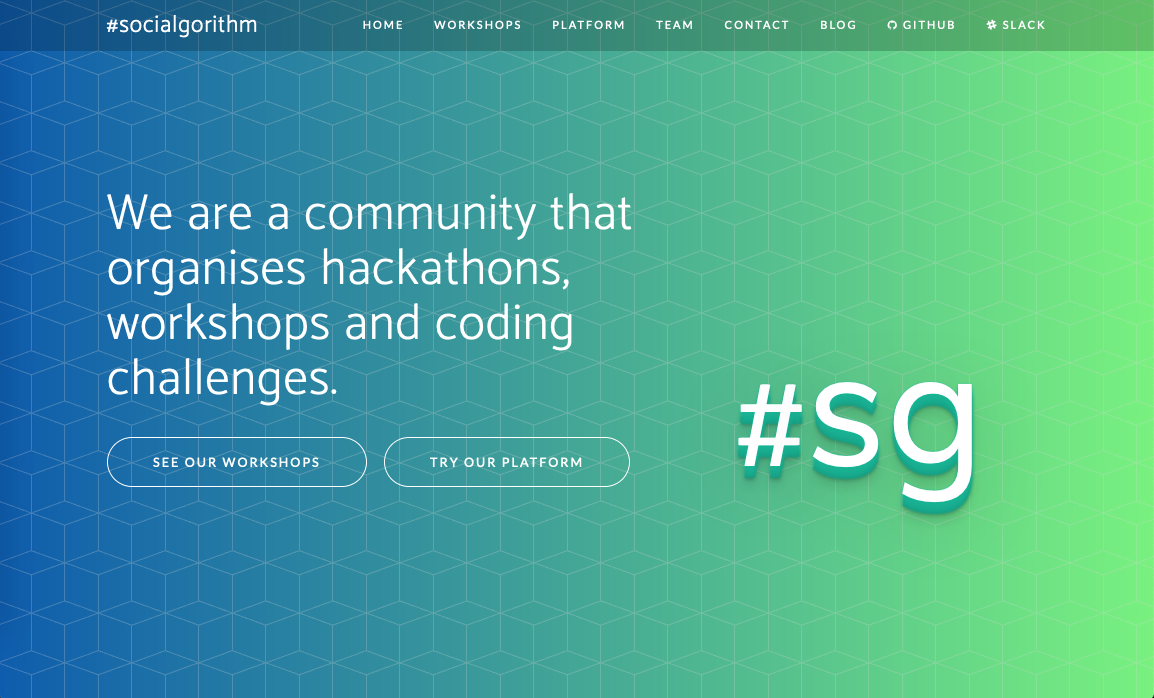 #socialgorithm HOME WORKSHOPS PLATFORM TEAM CONTACT BLOG GITHUB SLACK
We are a community that
organises hackathons,
workshops and coding
challenges.
SEE OUR WORKSHOPS TRY OUR PLATFORM
#sg